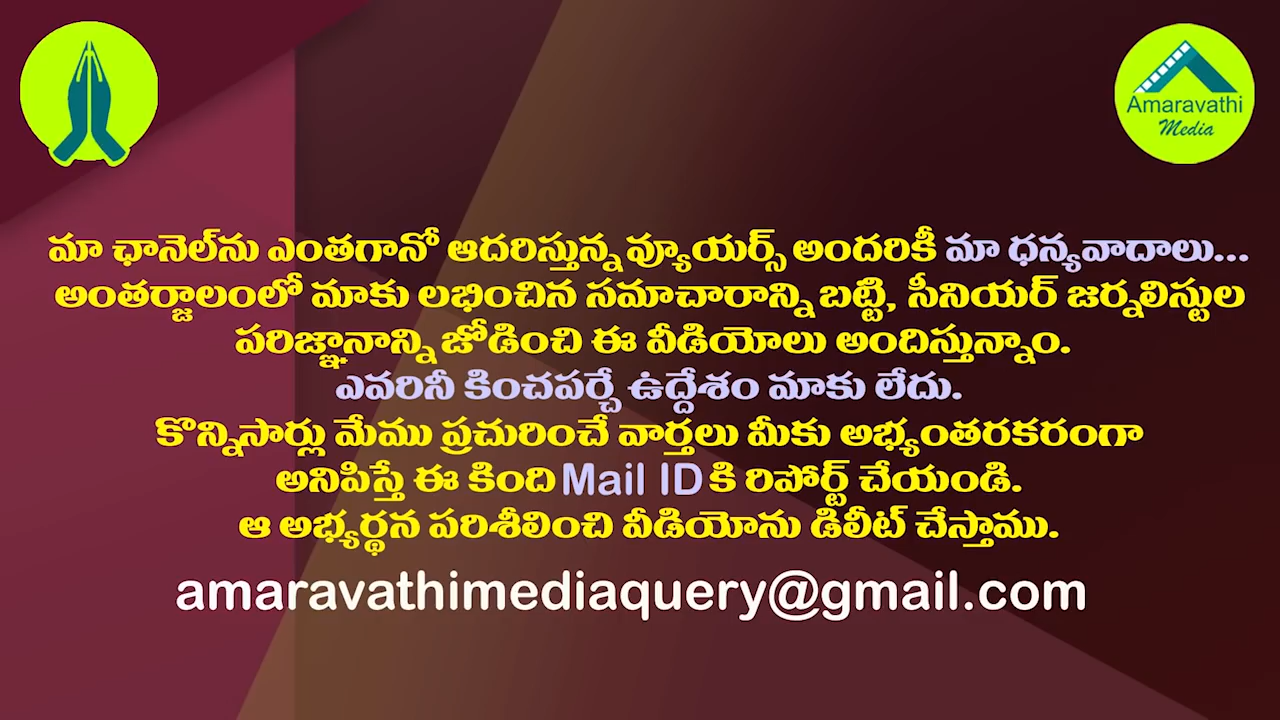 Amaravathi
Media
మా ఛానెల్‌ను ఎంతగానో ఆదరిస్తున్న వ్యూయర్స్ అందరికీ మా ధన్యవాదాలు...
అంతర్జాలంలో మాకు లభించిన సమాచారాన్ని బట్టి, సీనియర్ జర్నలిస్టుల
పరిజ్ఞానాన్ని జోడించి ఈ వీడియోలు అందిస్తున్నాం.
ఎవరినీ కించపర్చే ఉద్దేశం మాకు లేదు.
కొన్నిసార్లు మేము ప్రచురించే వార్తలు మీకు అభ్యంతరకరంగా
అనిపిస్తే ఈ కింది Mail ID కి రిపోర్ట్ చేయండి.
ఆ అభ్యర్థన పరిశీలించి వీడియోను డిలీట్ చేస్తాము.
amaravathimediaquery@gmail.com